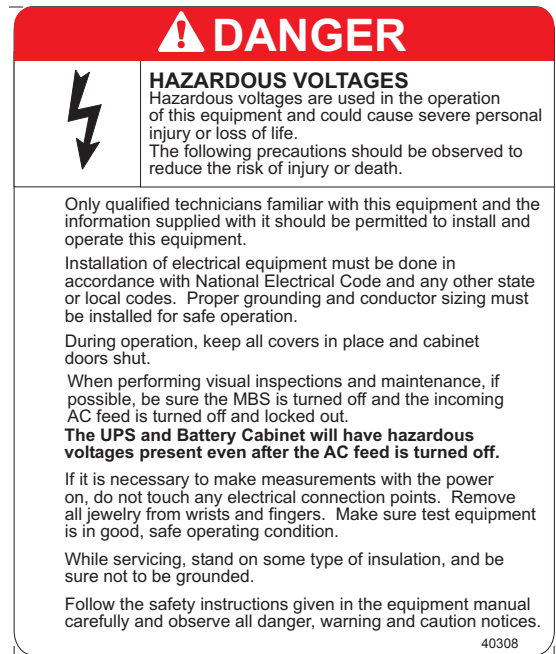 DANGER
HAZARDOUS VOLTAGES
Hazardous voltages are used in the operation
of this equipment and could cause severe personal
injury or loss of life.
The following precautions should be observed to
reduce the risk of injury or death.
Only qualified technicians familiar with this equipment and the
information supplied with it should be permitted to install and
operate this equipment.
Installation of electrical equipment must be done in
accordance with National Electrical Code and any other state
or local codes.  Proper grounding and conductor sizing must
be installed for safe operation.
During operation, keep all covers in place and cabinet
doors shut.
When performing visual inspections and maintenance, if
possible, be sure the MBS is turned off and the incoming
AC feed is turned off and locked out.
The UPS and Battery Cabinet will have hazardous
voltages present even after the AC feed is turned off.
If it is necessary to make measurements with the power
on, do not touch any electrical connection points.  Remove
all jewelry from wrists and fingers.  Make sure test equipment
is in good, safe operating condition.
While servicing, stand on some type of insulation, and be
sure not to be grounded.
Follow the safety instructions given in the equipment manual
carefully and observe all danger, warning and caution notices.
40308